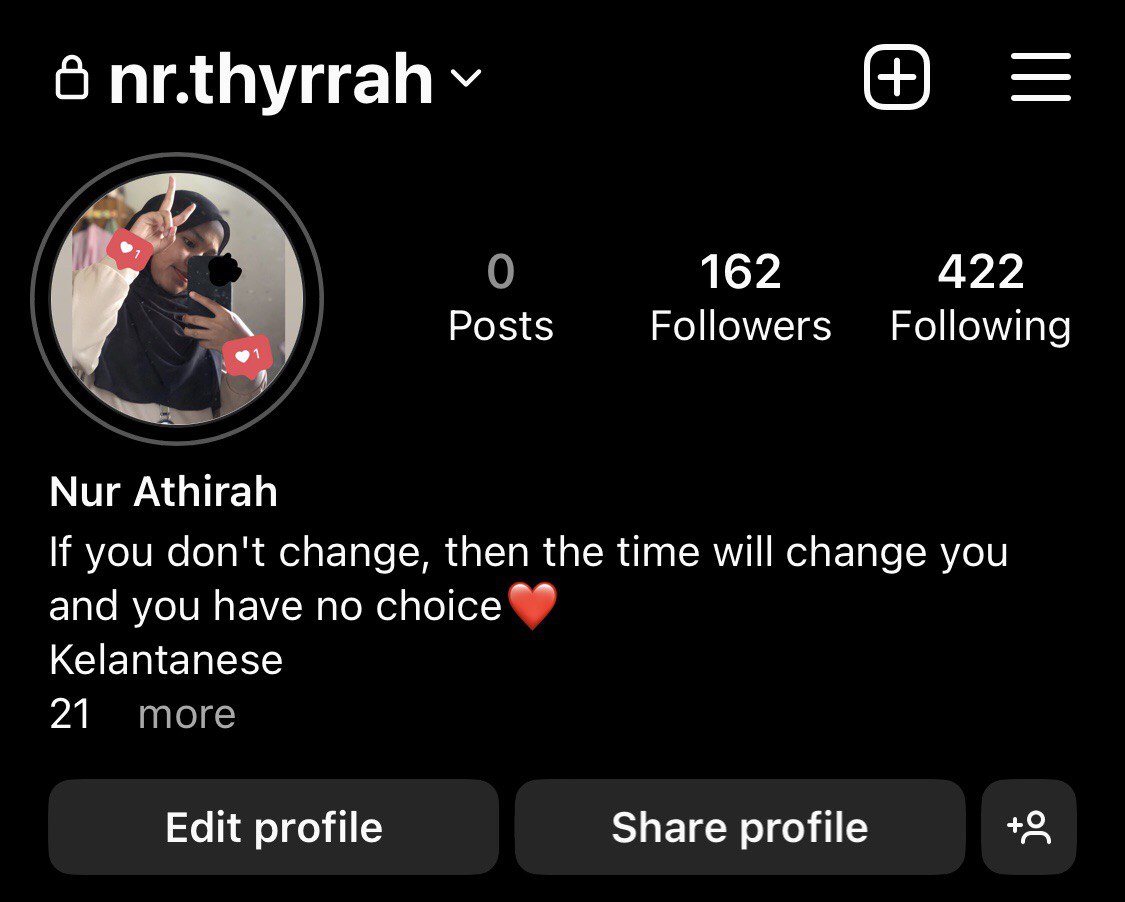 nr.thyrrah
1
1
0
162
422
Posts
Followers
Following
Nur Athirah
If you don't change, then the time will change you
and you have no choice❤️
Kelantanese
21 more
Edit profile
Share profile